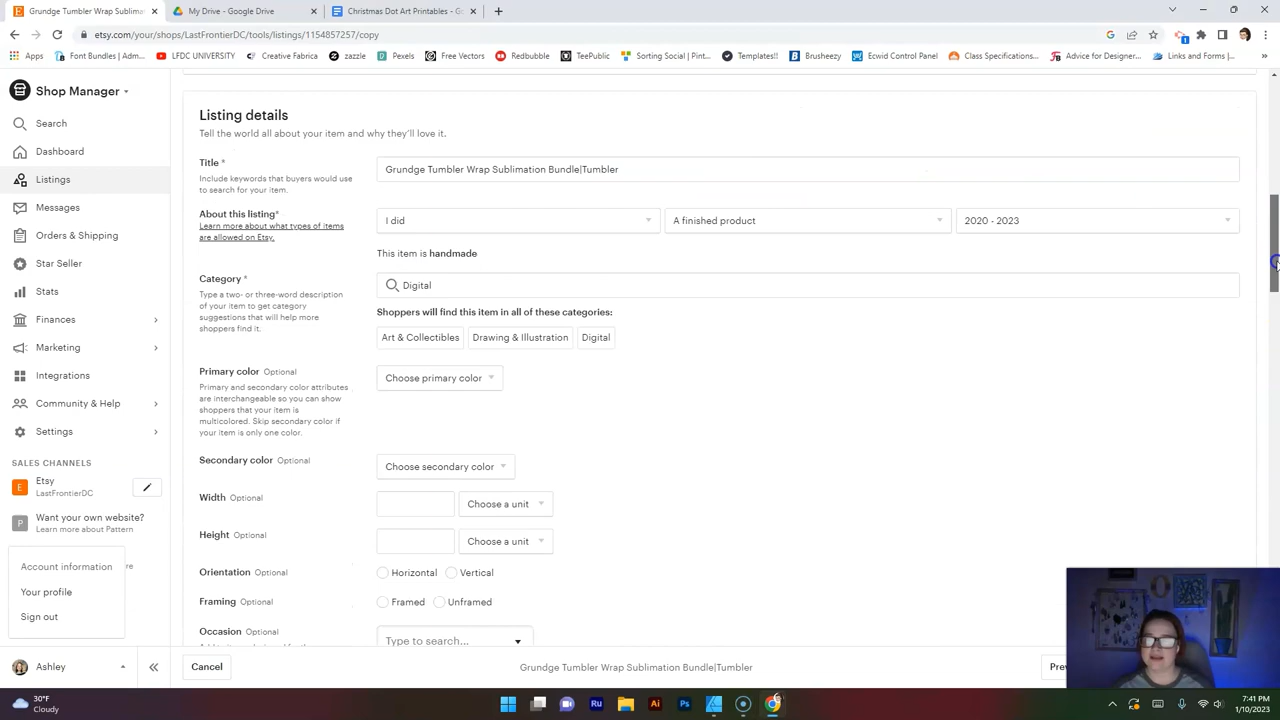 Grundge Tumbler Wrap Sublimat
My Drive - Google Drive
Christmas Dot Art Printables - G
etsy.com/your/shops/LastFrontierDC/tools/listings/1154857257/copy
Apps
Font Bundles | Adm...
LFDC UNIVERSITY
Creative Fabrica
zazzle
Pexels
Free Vectors
Redbubble
TeePublic
Sorting Social | Pint...
Templates!!
Brusheezy
Ecwid Control Panel
Class Specifications...
Advice for Designer...
Links and Forms |...
Shop Manager
Search
Dashboard
Listings
Messages
Orders & Shipping
Star Seller
Stats
Finances
Marketing
Integrations
Community & Help
Settings
SALES CHANNELS
Etsy
LastFrontierDC
Want your own website?
Learn more about Pattern
Account information
Your profile
Sign out
Ashley
Listing details
Tell the world all about your item and why they'll love it.
Title *
Include keywords that buyers would
use to search for your item.
Grundge Tumbler Wrap Sublimation Bundle|Tumbler
About this listing*
Learn more about what types of items
are allowed on Etsy.
I did
A finished product
2020 - 2023
This item is handmade
Category *
Type a two- or three-word description
of your item to get category
suggestions that will help more
shoppers find it.
Digital
Shoppers will find this item in all of these categories:
Art & Collectibles
Drawing & Illustration
Digital
Primary color Optional
Primary and secondary color attributes
are interchangeable so you can show
shoppers that your item is
multicolored. Skip secondary color if
your item is only one color.
Choose primary color
Secondary color Optional
Choose secondary color
Width Optional
Choose a unit
Height Optional
Choose a unit
Orientation Optional
Horizontal
Vertical
Framing Optional
Framed
Unframed
Occasion Optional
Type to search...
Cancel
Grundge Tumbler Wrap Sublimation Bundle|Tumbler
Pre
30°F
Cloudy
7:41 PM
1/10/2023